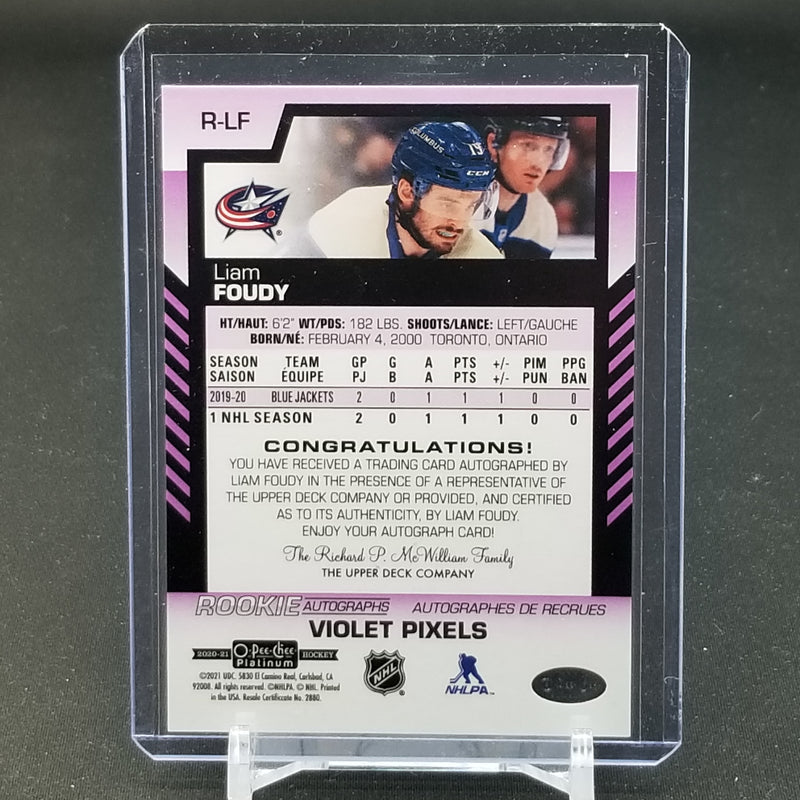 R-LF
COLUMBUS
19
CCM
Liam
FOUDY
HT/HAUT: 6'2" WT/PDS: 182 LBS. SHOOTS/LANCE: LEFT/GAUCHE
BORN/NÉ: FEBRUARY 4, 2000 TORONTO, ONTARIO
SEASON TEAM GP G A PTS +/- PIM PPG
SAISON ÉQUIPE PJ B A PTS +/- PUN BAN
2019-20 BLUE JACKETS 2 0 1 1 1 0 0
1 NHL SEASON 2 0 1 1 1 0 0
CONGRATULATIONS!
YOU HAVE RECEIVED A TRADING CARD AUTOGRAPHED BY
LIAM FOUDY IN THE PRESENCE OF A REPRESENTATIVE OF
THE UPPER DECK COMPANY OR PROVIDED, AND CERTIFIED
AS TO ITS AUTHENTICITY, BY LIAM FOUDY.
ENJOY YOUR AUTOGRAPH CARD!
The Richard P. McWilliam Family
THE UPPER DECK COMPANY
ROOKIE AUTOGRAPHS AUTOGRAPHES DE RECRUES
VIOLET PIXELS
2020-21 O-Pee-Chee HOCKEY
Platinum
©2021 UDC. 5830 El Camino Real, Carlsbad, CA
92008. All rights reserved. ©NHLPA. © NHL. Printed
in the USA. Resale Certificate No. 2880.
NHL
NHLPA